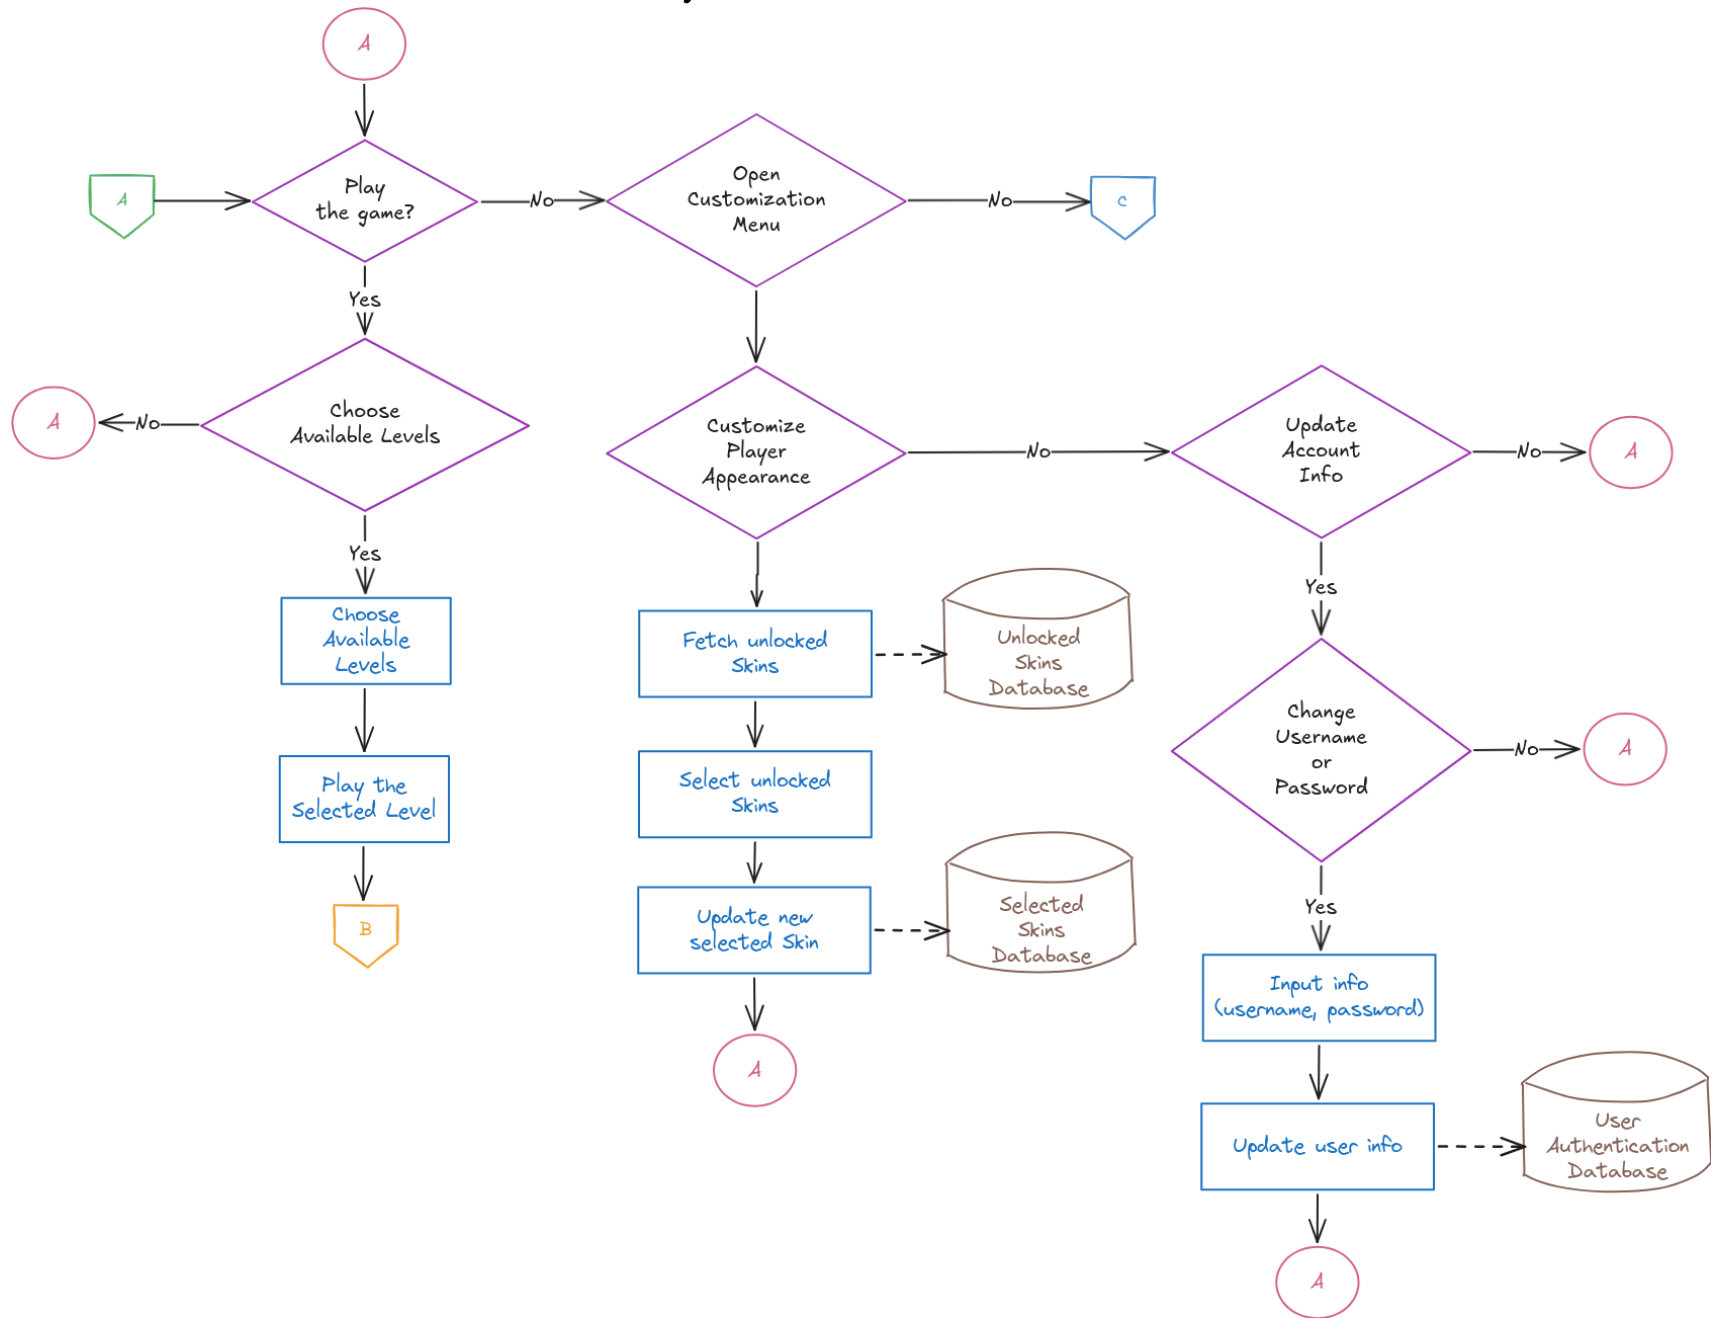 A
A
Play
the game?
No
Open
Customization
Menu
No
C
Yes
A
No
Choose
Available Levels
Customize
Player
Appearance
No
Update
Account
Info
No
A
Yes
Choose
Available
Levels
Fetch unlocked
Skins
Unlocked
Skins
Database
Yes
Change
Username
or
Password
No
A
Play the
Selected Level
Select unlocked
Skins
B
Update new
selected Skin
Selected
Skins
Database
Yes
Input info
(username, password)
A
Update user info
User
Authentication
Database
A